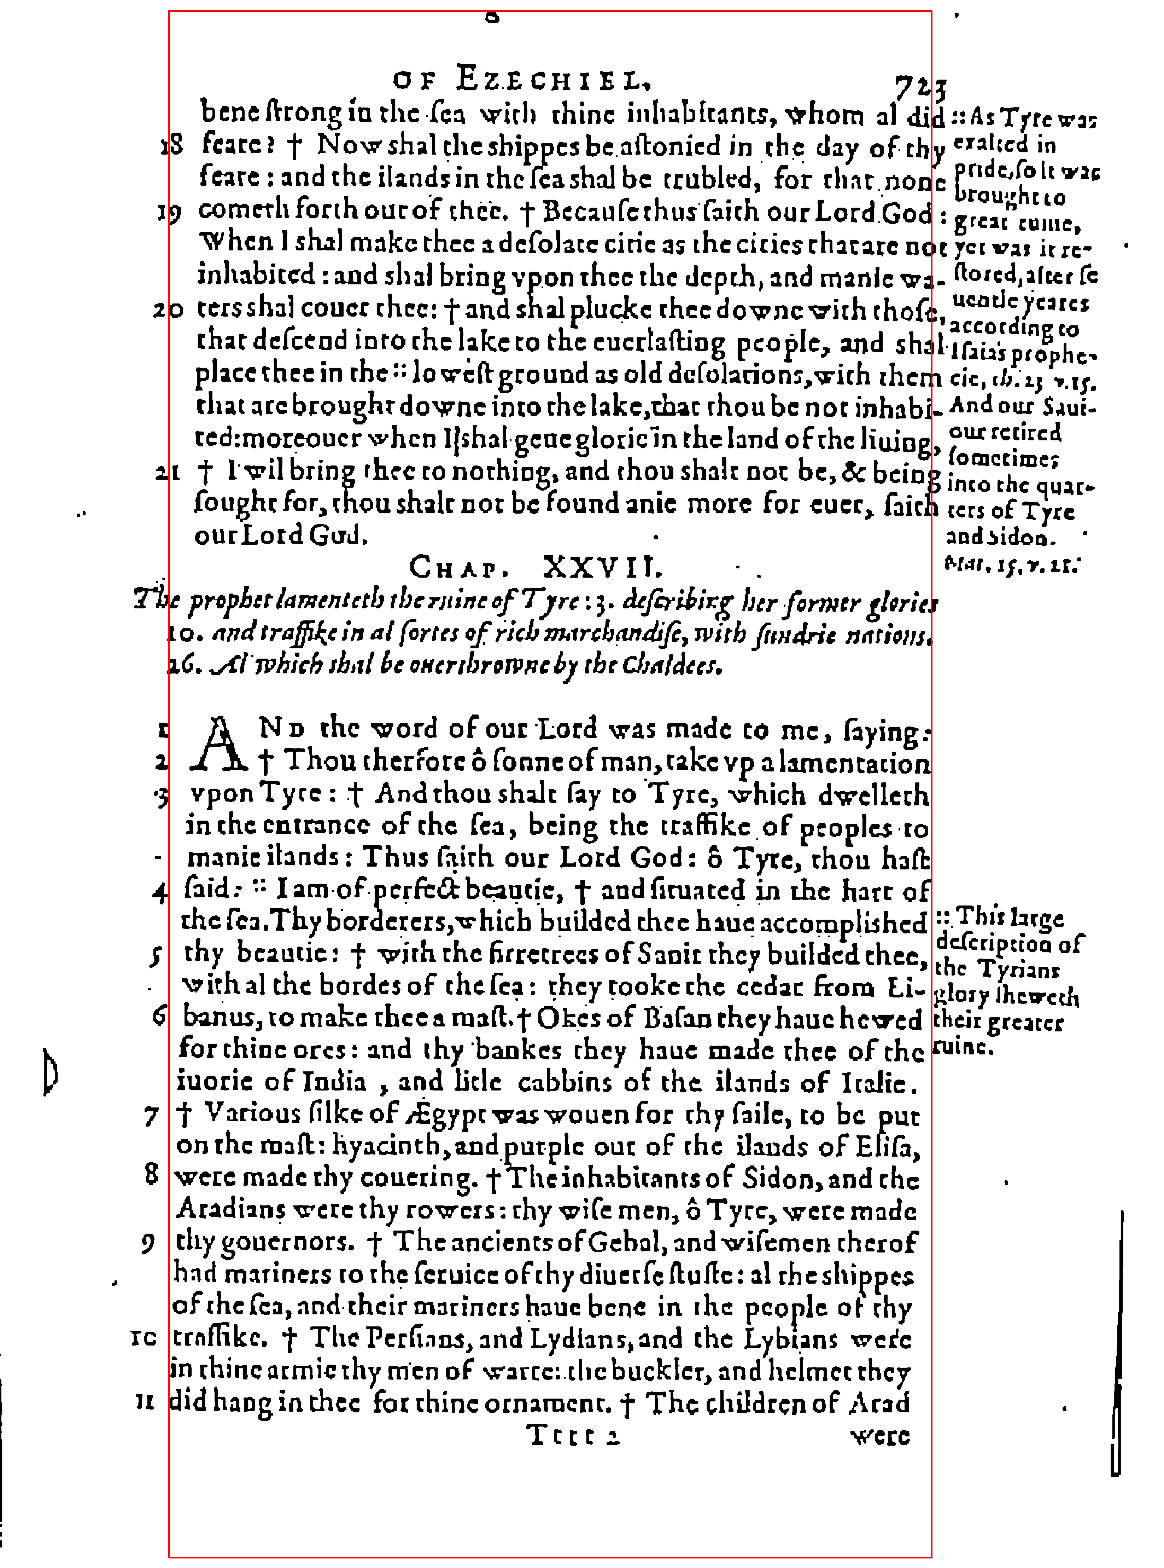 OF EZECHIEL. 723
bene ſtrong in the ſea with thine inhabitants, whom al did
18 feare? † Now shal the shippes be aſtonied in the day of thy
feare: and the ilands in the ſea shal be trubled, for that none
19 cometh forth out of thee. † Becauſe thus ſaith our Lord God:
When I shal make thee a deſolate citie as the cities that are not
inhabited: and shal bring vpon thee the depth, and manie wa-
20 ters shal couer thee: † and shal plucke thee downe with thoſe,
that deſcend into the lake to the euerlaſting people, and shal
place thee in the :: loweſt ground as old deſolations, with them
that are brought downe into the lake, that thou be not inhabi-
ted: moreouer when I shal geue glorie in the land of the liuing,
21 † I wil bring thee to nothing, and thou shalt not be, & being
ſought for, thou shalt not be found anie more for euer, ſaith
our Lord God.
:: As Tyre was
exalted in
pride, ſo it was
brought to
great ruine,
yet was it re-
ſtored, after ſe
uentie yeares
according to
Iſaias prophe-
cie, ch. 23 v. 15.
And our Saui-
our retired
ſometimes
into the quar-
ters of Tyre
and Sidon.
Mat. 15, v. 21.
CHAP. XXVII.
The prophet lamenteth the ruine of Tyre: 3. deſcribing her former glories
10. and traffike in al ſortes of rich marchandiſe, with ſundrie nations.
26. Al which shal be ouerthrowne by the Chaldees.
1 AND the word of our Lord was made to me, ſaying:
2 † Thou therfore ô ſonne of man, take vp a lamentation
3 vpon Tyre: † And thou shalt ſay to Tyre, which dwelleth
in the entrance of the ſea, being the traffike of peoples to
manie ilands: Thus ſaith our Lord God: ô Tyre, thou haſt
4 ſaid: :: I am of perfect beautie, † and ſituated in the hart of
the ſea. Thy borderers, which builded thee haue accomplished
5 thy beautie: † with the firretrees of Sanir they builded thee,
with al the bordes of the ſea: they tooke the cedar from Li-
6 banus, to make thee a maſt. † Okes of Baſan they haue hewed
for thine ores: and thy bankes they haue made thee of the
iuorie of India, and litle cabbins of the ilands of Italie.
7 † Various ſilke of Ægypt was wouen for thy ſaile, to be put
on the maſt: hyacinth, and purple out of the ilands of Eliſa,
8 were made thy couering. † The inhabitants of Sidon, and the
Aradians were thy rowers: thy wiſe men, ô Tyre, were made
9 thy gouernors. † The ancients of Gebal, and wiſemen therof
had mariners to the ſeruice of thy diuerſe ſtuffe: al the shippes
of the ſea, and their mariners haue bene in the people of thy
10 traffike. † The Perſians, and Lydians, and the Lybians were
in thine armie thy men of warre: the buckler, and helmet they
11 did hang in thee for thine ornament. † The children of Arad
:: This large
deſcription of
the Tyrians
glory sheweth
their greater
ruine.
Tttt 2 were